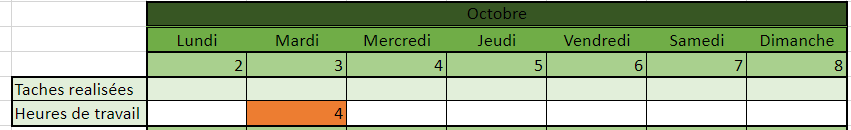 Octobre
Lundi Mardi Mercredi Jeudi Vendredi Samedi Dimanche
2 3 4 5 6 7 8
Taches realisées
Heures de travail 4